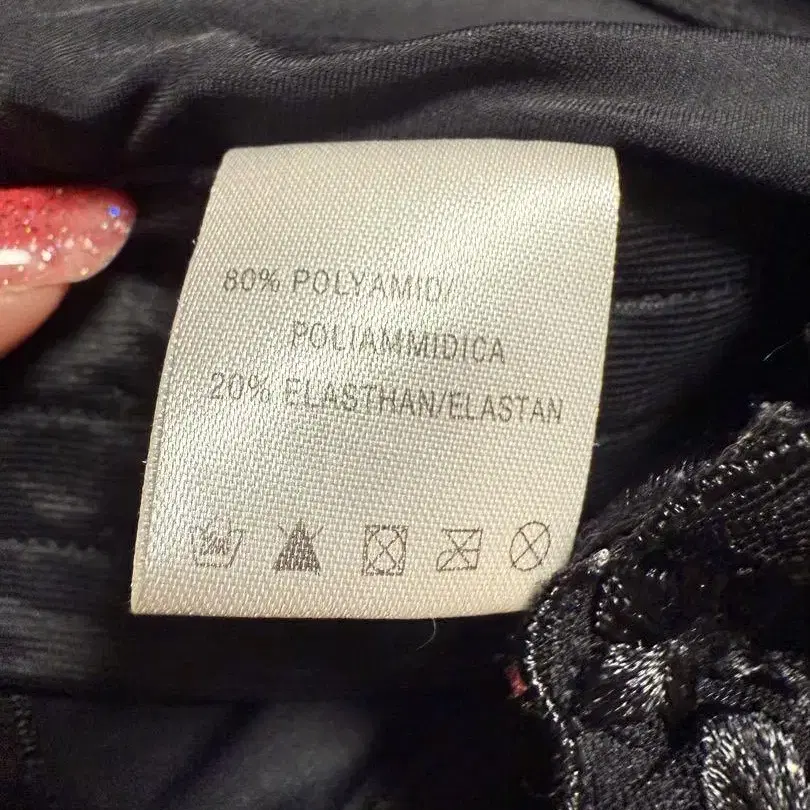 80% POLYAMID/
POLIAMMIDICA
20% ELASTHAN/ELASTAN